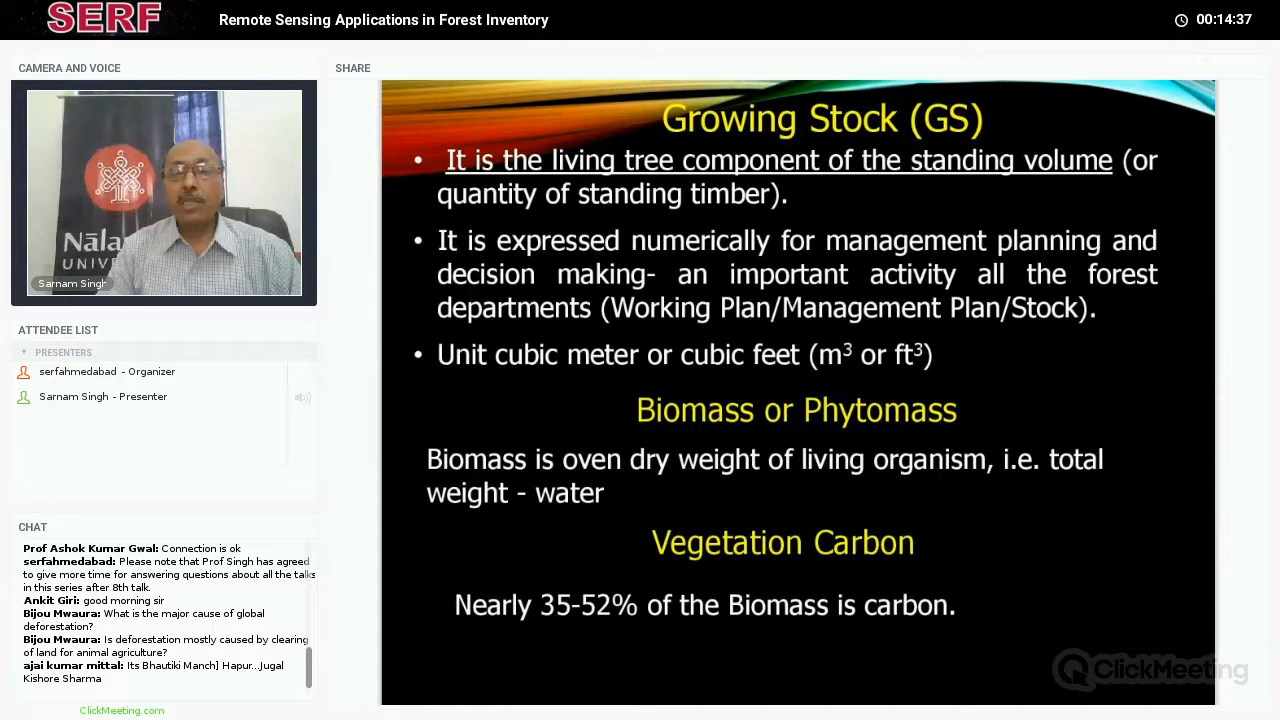 SERF
Remote Sensing Applications in Forest Inventory
00:14:37
CAMERA AND VOICE
Nāla
UNIV
Sarnam Singh
ATTENDEE LIST
PRESENTERS
serfahmedabad - Organizer
Sarnam Singh - Presenter
CHAT
Prof Ashok Kumar Gwal: Connection is ok
serfahmedabad: Please note that Prof Singh has agreed
to give more time for answering questions about all the talks
in this series after 8th talk.
Ankit Giri: good morning sir
Bijou Mwaura: What is the major cause of global
deforestation?
Bijou Mwaura: Is deforestation mostly caused by clearing
of land for animal agriculture?
ajai kumar mittal: Its Bhautiki Manch] Hapur...Jugal
Kishore Sharma
ClickMeeting.com
SHARE
Growing Stock (GS)
• It is the living tree component of the standing volume (or
quantity of standing timber).
• It is expressed numerically for management planning and
decision making- an important activity all the forest
departments (Working Plan/Management Plan/Stock).
• Unit cubic meter or cubic feet (m³ or ft³)
Biomass or Phytomass
Biomass is oven dry weight of living organism, i.e. total
weight - water
Vegetation Carbon
Nearly 35-52% of the Biomass is carbon.
ClickMeeting